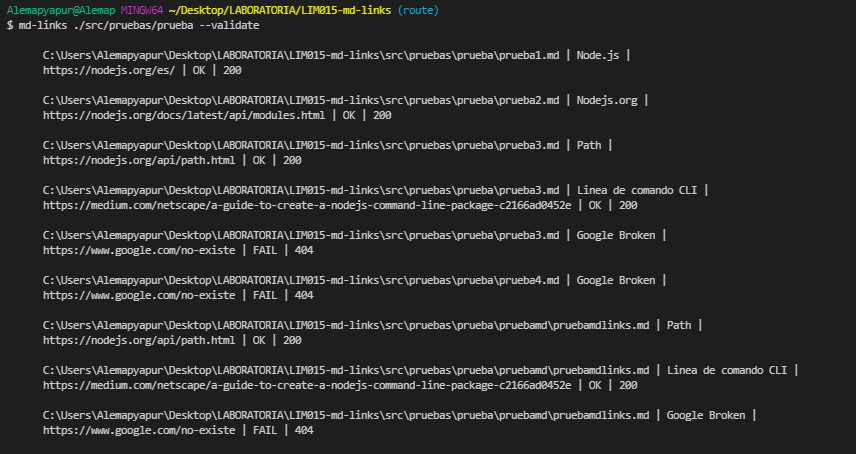 Alemapyapur@Alemap MINGW64 ~/Desktop/LABORATORIA/LIM015-md-links (route)
$ md-links ./src/pruebas/prueba --validate
C:\Users\Alemapyapur\Desktop\LABORATORIA\LIM015-md-links\src\pruebas\prueba\prueba1.md | Node.js |
https://nodejs.org/es/ | OK | 200
C:\Users\Alemapyapur\Desktop\LABORATORIA\LIM015-md-links\src\pruebas\prueba\prueba2.md | Nodejs.org |
https://nodejs.org/docs/latest/api/modules.html | OK | 200
C:\Users\Alemapyapur\Desktop\LABORATORIA\LIM015-md-links\src\pruebas\prueba\prueba3.md | Path |
https://nodejs.org/api/path.html | OK | 200
C:\Users\Alemapyapur\Desktop\LABORATORIA\LIM015-md-links\src\pruebas\prueba\prueba3.md | Linea de comando CLI |
https://medium.com/netscape/a-guide-to-create-a-nodejs-command-line-package-c2166ad0452e | OK | 200
C:\Users\Alemapyapur\Desktop\LABORATORIA\LIM015-md-links\src\pruebas\prueba\prueba3.md | Google Broken |
https://www.google.com/no-existe | FAIL | 404
C:\Users\Alemapyapur\Desktop\LABORATORIA\LIM015-md-links\src\pruebas\prueba\prueba4.md | Google Broken |
https://www.google.com/no-existe | FAIL | 404
C:\Users\Alemapyapur\Desktop\LABORATORIA\LIM015-md-links\src\pruebas\prueba\pruebamd\pruebamdlinks.md | Path |
https://nodejs.org/api/path.html | OK | 200
C:\Users\Alemapyapur\Desktop\LABORATORIA\LIM015-md-links\src\pruebas\prueba\pruebamd\pruebamdlinks.md | Linea de comando CLI |
https://medium.com/netscape/a-guide-to-create-a-nodejs-command-line-package-c2166ad0452e | OK | 200
C:\Users\Alemapyapur\Desktop\LABORATORIA\LIM015-md-links\src\pruebas\prueba\pruebamd\pruebamdlinks.md | Google Broken |
https://www.google.com/no-existe | FAIL | 404